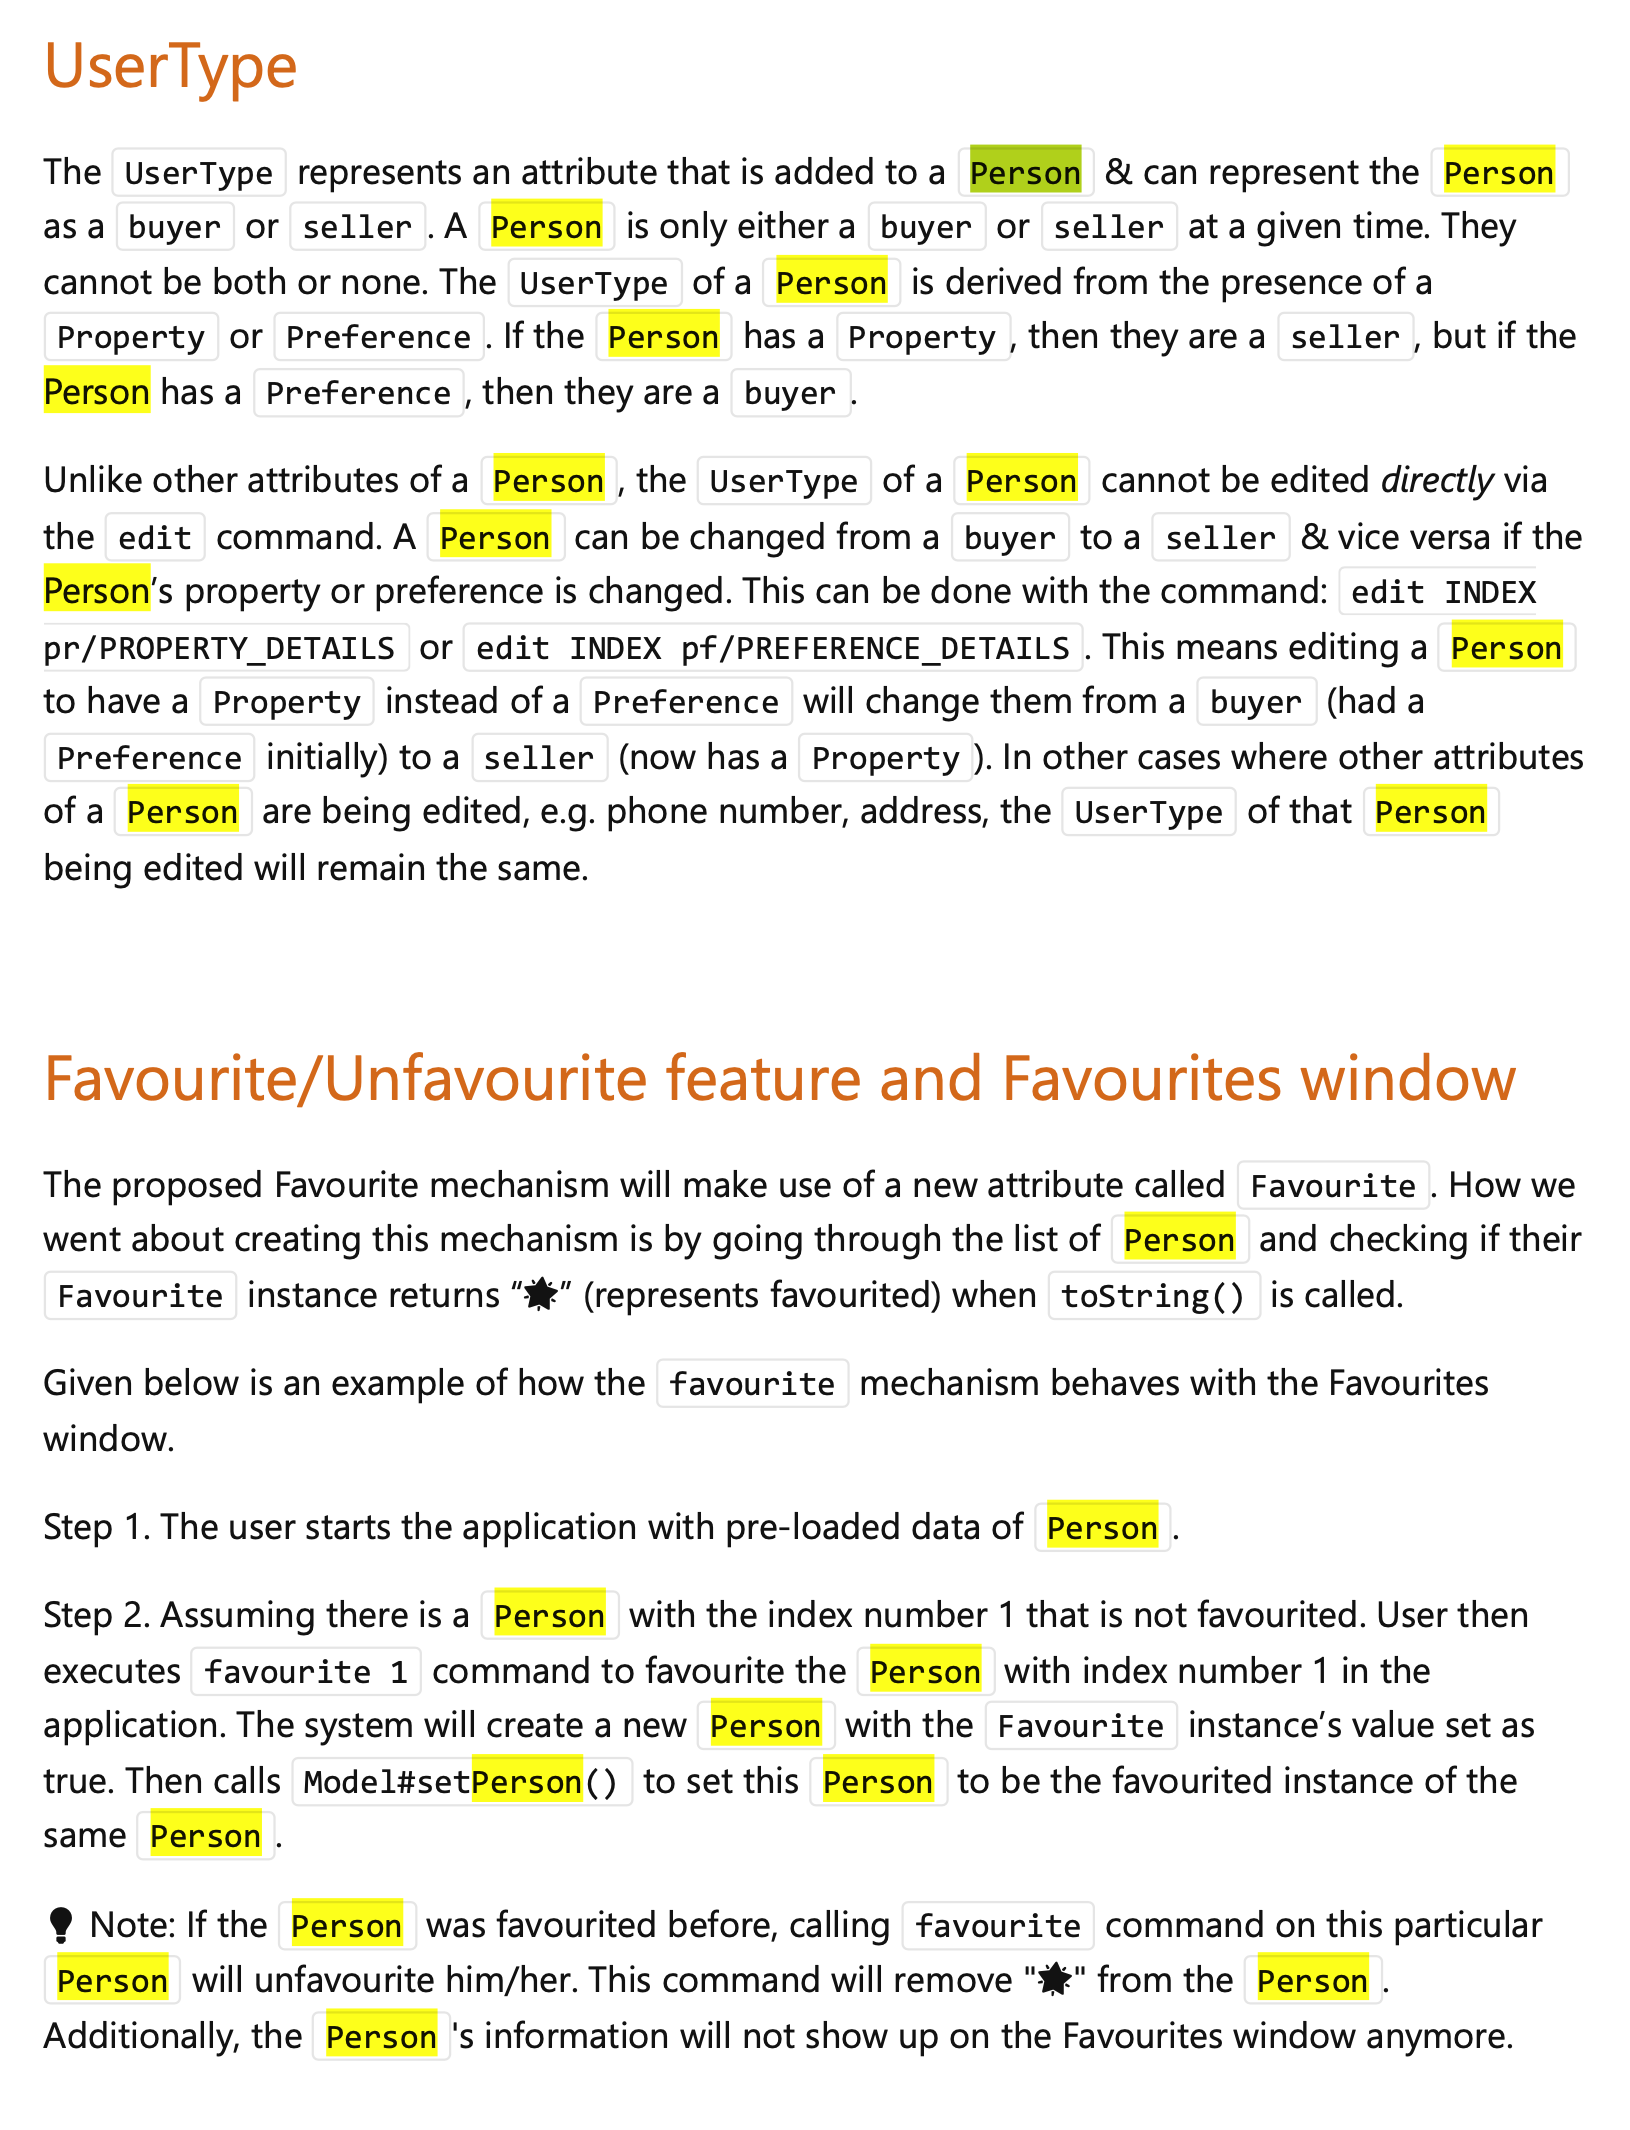 UserType
The UserType represents an attribute that is added to a Person & can represent the Person
as a buyer or seller. A Person is only either a buyer or seller at a given time. They
cannot be both or none. The UserType of a Person is derived from the presence of a
Property or Preference. If the Person has a Property, then they are a seller, but if the
Person has a Preference, then they are a buyer.
Unlike other attributes of a Person, the UserType of a Person cannot be edited directly via
the edit command. A Person can be changed from a buyer to a seller & vice versa if the
Person’s property or preference is changed. This can be done with the command: edit INDEX
pr/PROPERTY_DETAILS or edit INDEX pf/PREFERENCE_DETAILS. This means editing a Person
to have a Property instead of a Preference will change them from a buyer (had a
Preference initially) to a seller (now has a Property). In other cases where other attributes
of a Person are being edited, e.g. phone number, address, the UserType of that Person
being edited will remain the same.
Favourite/Unfavourite feature and Favourites window
The proposed Favourite mechanism will make use of a new attribute called Favourite. How we
went about creating this mechanism is by going through the list of Person and checking if their
Favourite instance returns “🌟” (represents favourited) when toString() is called.
Given below is an example of how the favourite mechanism behaves with the Favourites
window.
Step 1. The user starts the application with pre-loaded data of Person.
Step 2. Assuming there is a Person with the index number 1 that is not favourited. User then
executes favourite 1 command to favourite the Person with index number 1 in the
application. The system will create a new Person with the Favourite instance’s value set as
true. Then calls Model#setPerson() to set this Person to be the favourited instance of the
same Person.
💡 Note: If the Person was favourited before, calling favourite command on this particular
Person will unfavourite him/her. This command will remove "🌟" from the Person.
Additionally, the Person's information will not show up on the Favourites window anymore.